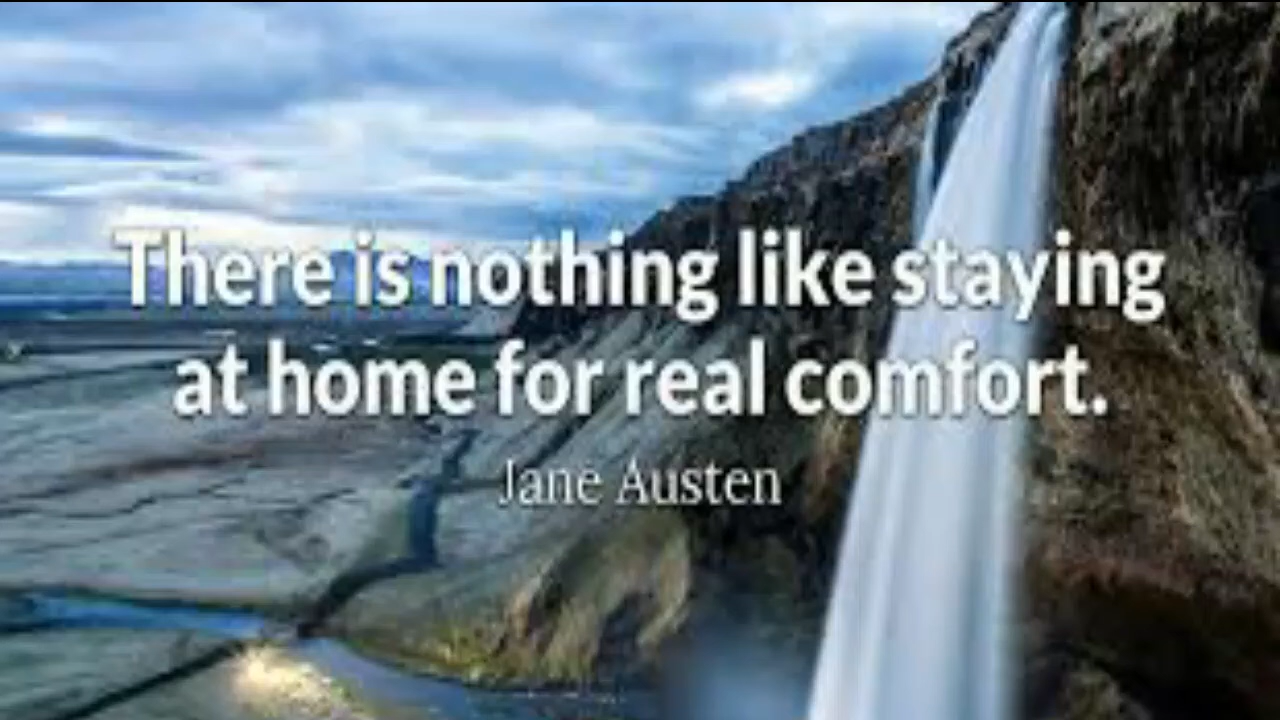 There is nothing like staying
at home for real comfort.
Jane Austen